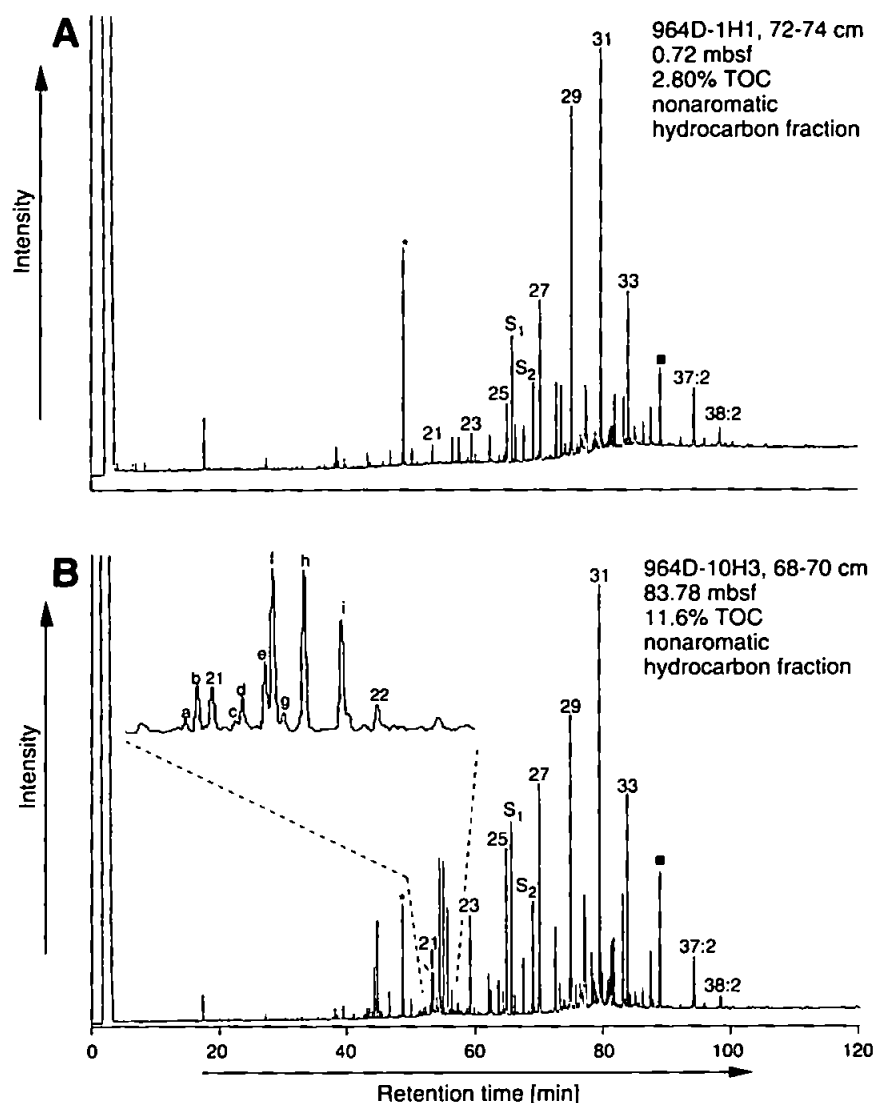 A
964D-1H1, 72-74 cm
0.72 mbsf
2.80% TOC
nonaromatic
hydrocarbon fraction
Intensity
*
21
23
25
S1
S2
27
29
31
33
■
37:2
38:2
B
964D-10H3, 68-70 cm
83.78 mbsf
11.6% TOC
nonaromatic
hydrocarbon fraction
Intensity
a
b
21
c
d
e
f
g
h
i
22
*
21
23
25
S1
S2
27
29
31
33
■
37:2
38:2
0 20 40 60 80 100 120
Retention time [min]